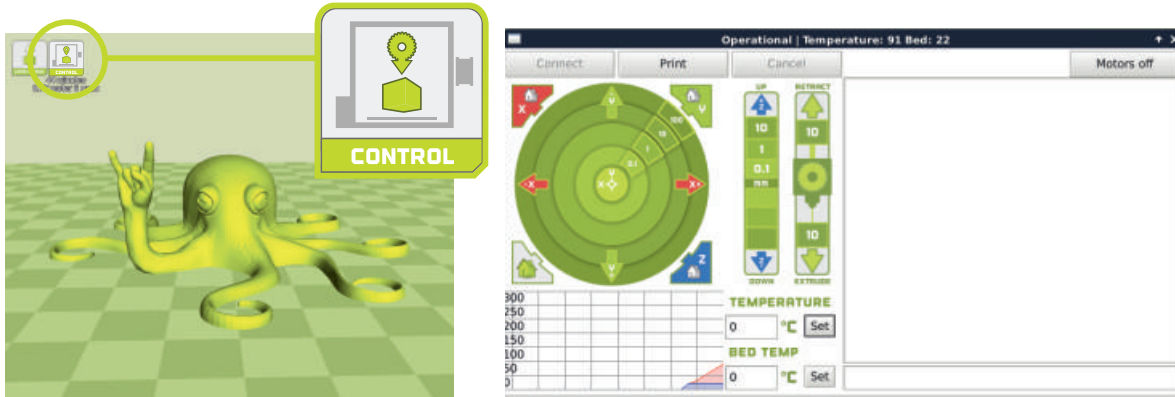 CONTROL
CONTROL
Operational | Temperature: 91 Bed: 22
Connect
Print
Cancel
Motors off
X
Y
Y
100
10
1
0.1
Y
X
X
X+
Z
Y+
UP
Z
10
1
0.1
mm
Z
DOWN
RETRACT
10
10
EXTRUDE
300
250
200
150
100
50
0
TEMPERATURE
0 °C Set
BED TEMP
0 °C Set